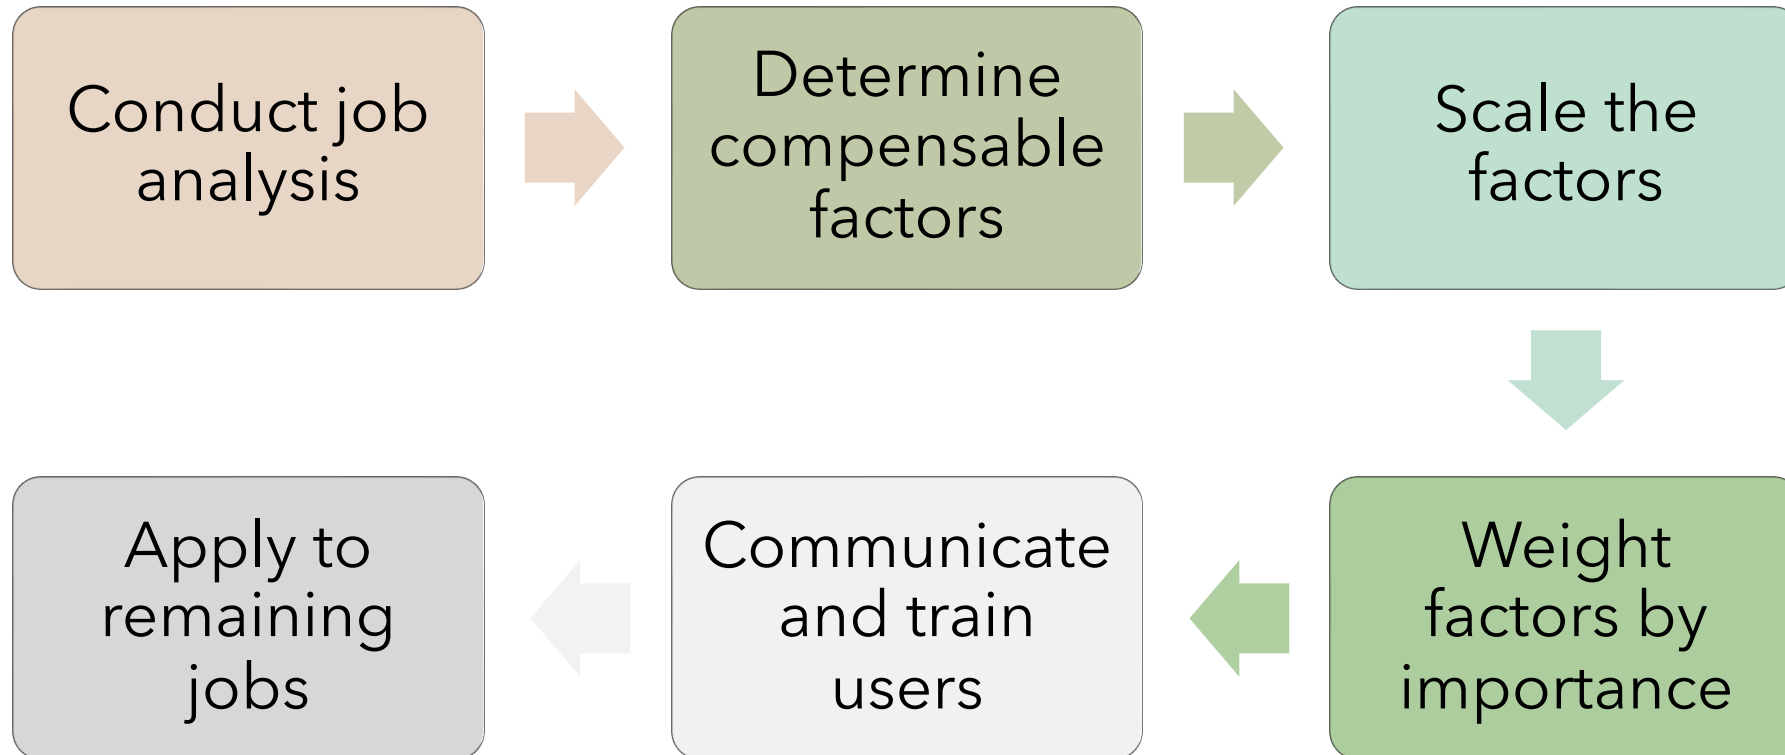 Conduct job
analysis
Determine
compensable
factors
Scale the
factors
Weight
factors by
importance
Communicate
and train
users
Apply to
remaining
jobs